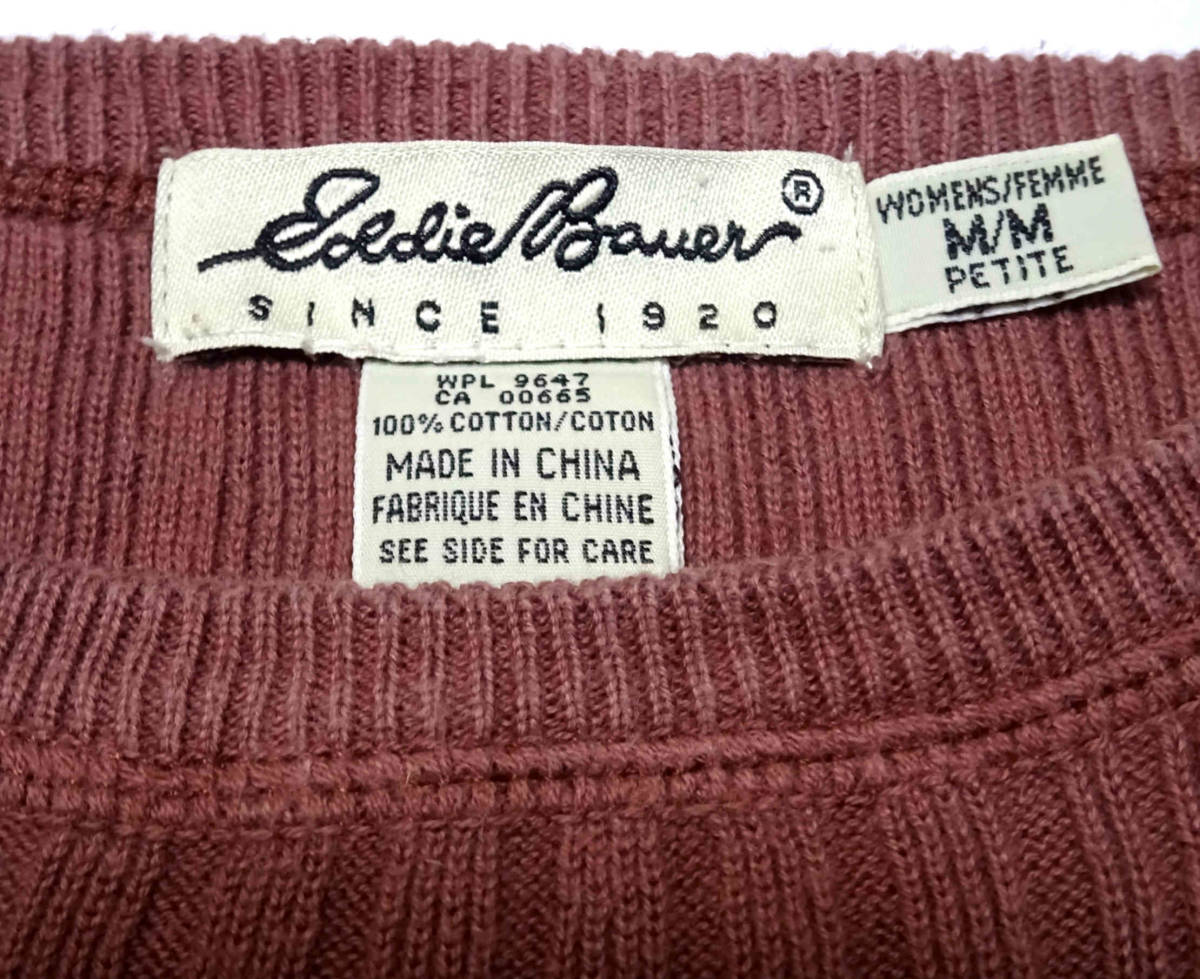 Eddie Bauer®
SINCE 1920
WOMENS/FEMME
M/M
PETITE
WPL 9647
CA 00665
100% COTTON/COTON
MADE IN CHINA
FABRIQUE EN CHINE
SEE SIDE FOR CARE